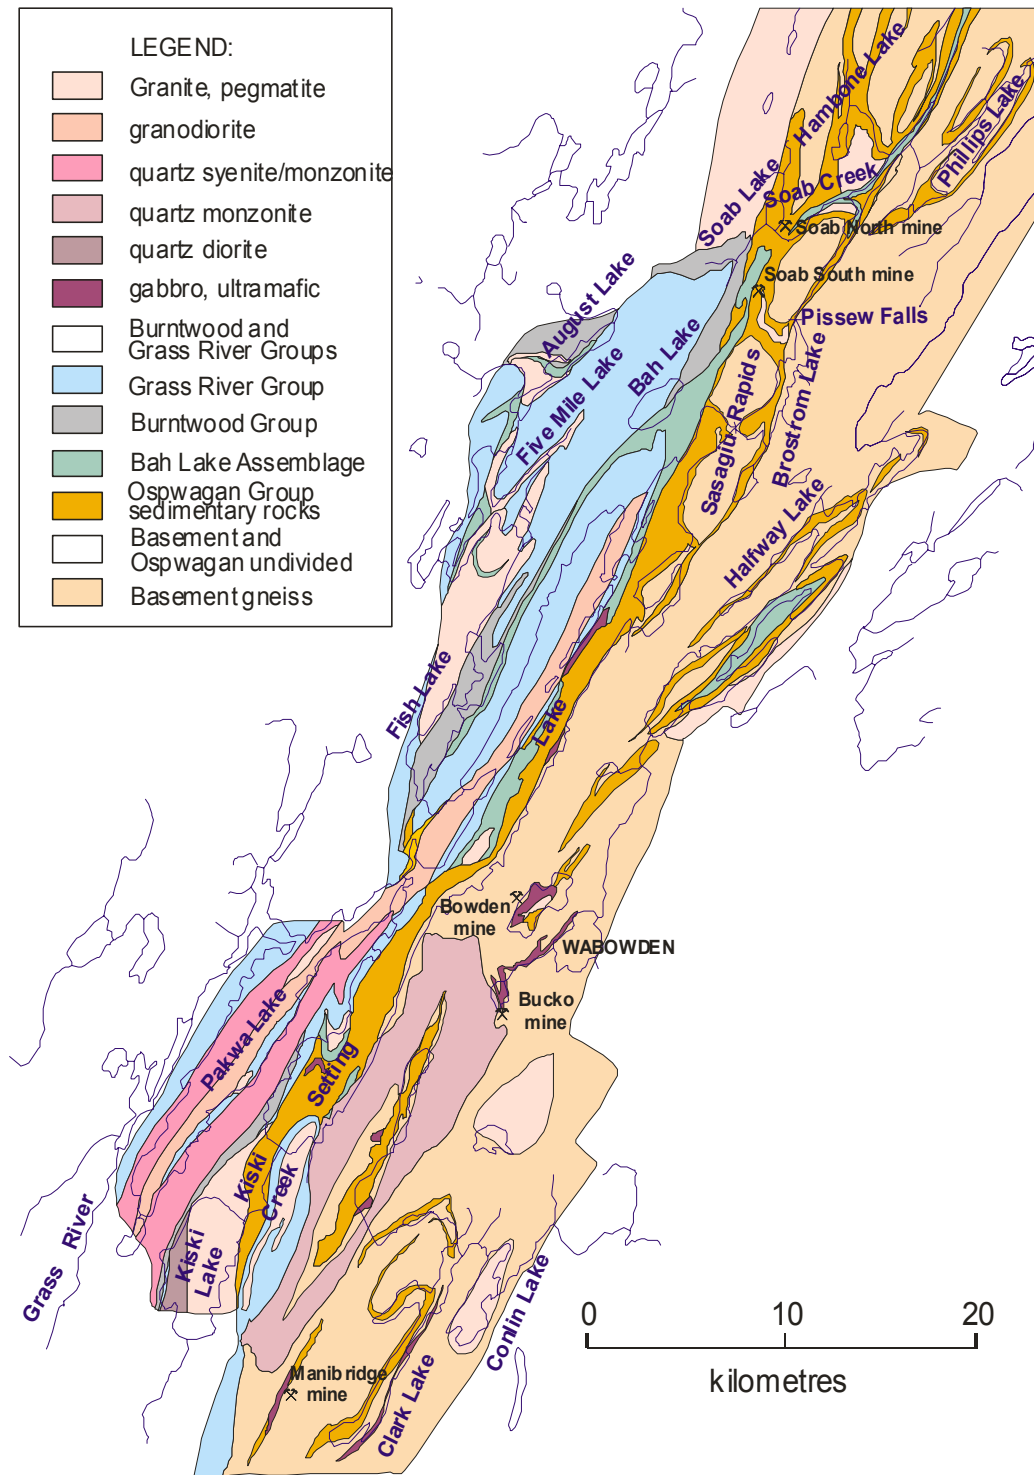 LEGEND:
Granite, pegmatite
granodiorite
quartz syenite/monzonite
quartz monzonite
quartz diorite
gabbro, ultramafic
Burntwood and
Grass River Groups
Grass River Group
Burntwood Group
Bah Lake Assemblage
Ospwagan Group
sedimentary rocks
Basement and
Ospwagan undivided
Basement gneiss
Hambone Lake
Phillips Lake
Soab Lake
Soab Creek
Soab North mine
Soab South mine
August Lake
Pissew Falls
Five Mile Lake
Bah Lake
Sasagiu Rapids
Brostrom Lake
Halfway Lake
Fish Lake
Lake
Bowden
mine
WABOWDEN
Bucko
mine
Pakwa Lake
Setting
Kiski
Creek
Kiski
Lake
Grass River
Conlin Lake
Manibridge
mine
Clark Lake
0 10 20
kilometres